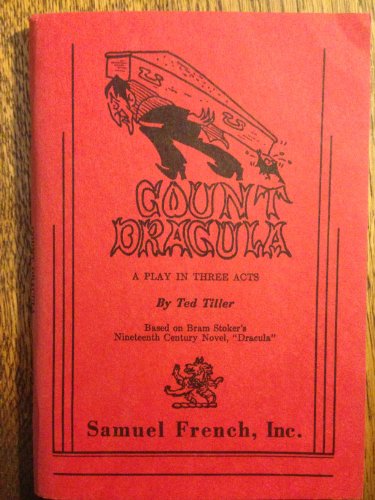 COUNT
DRACULA
A PLAY IN THREE ACTS
By Ted Tiller
Based on Bram Stoker's
Nineteenth Century Novel, "Dracula"
Samuel French, Inc.